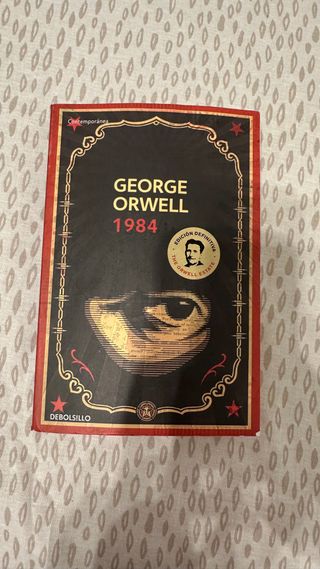 Contemporánea
GEORGE
ORWELL
1984
EDICIÓN DEFINITIVA
THE ORWELL ESTATE
DEBOLS!LLO